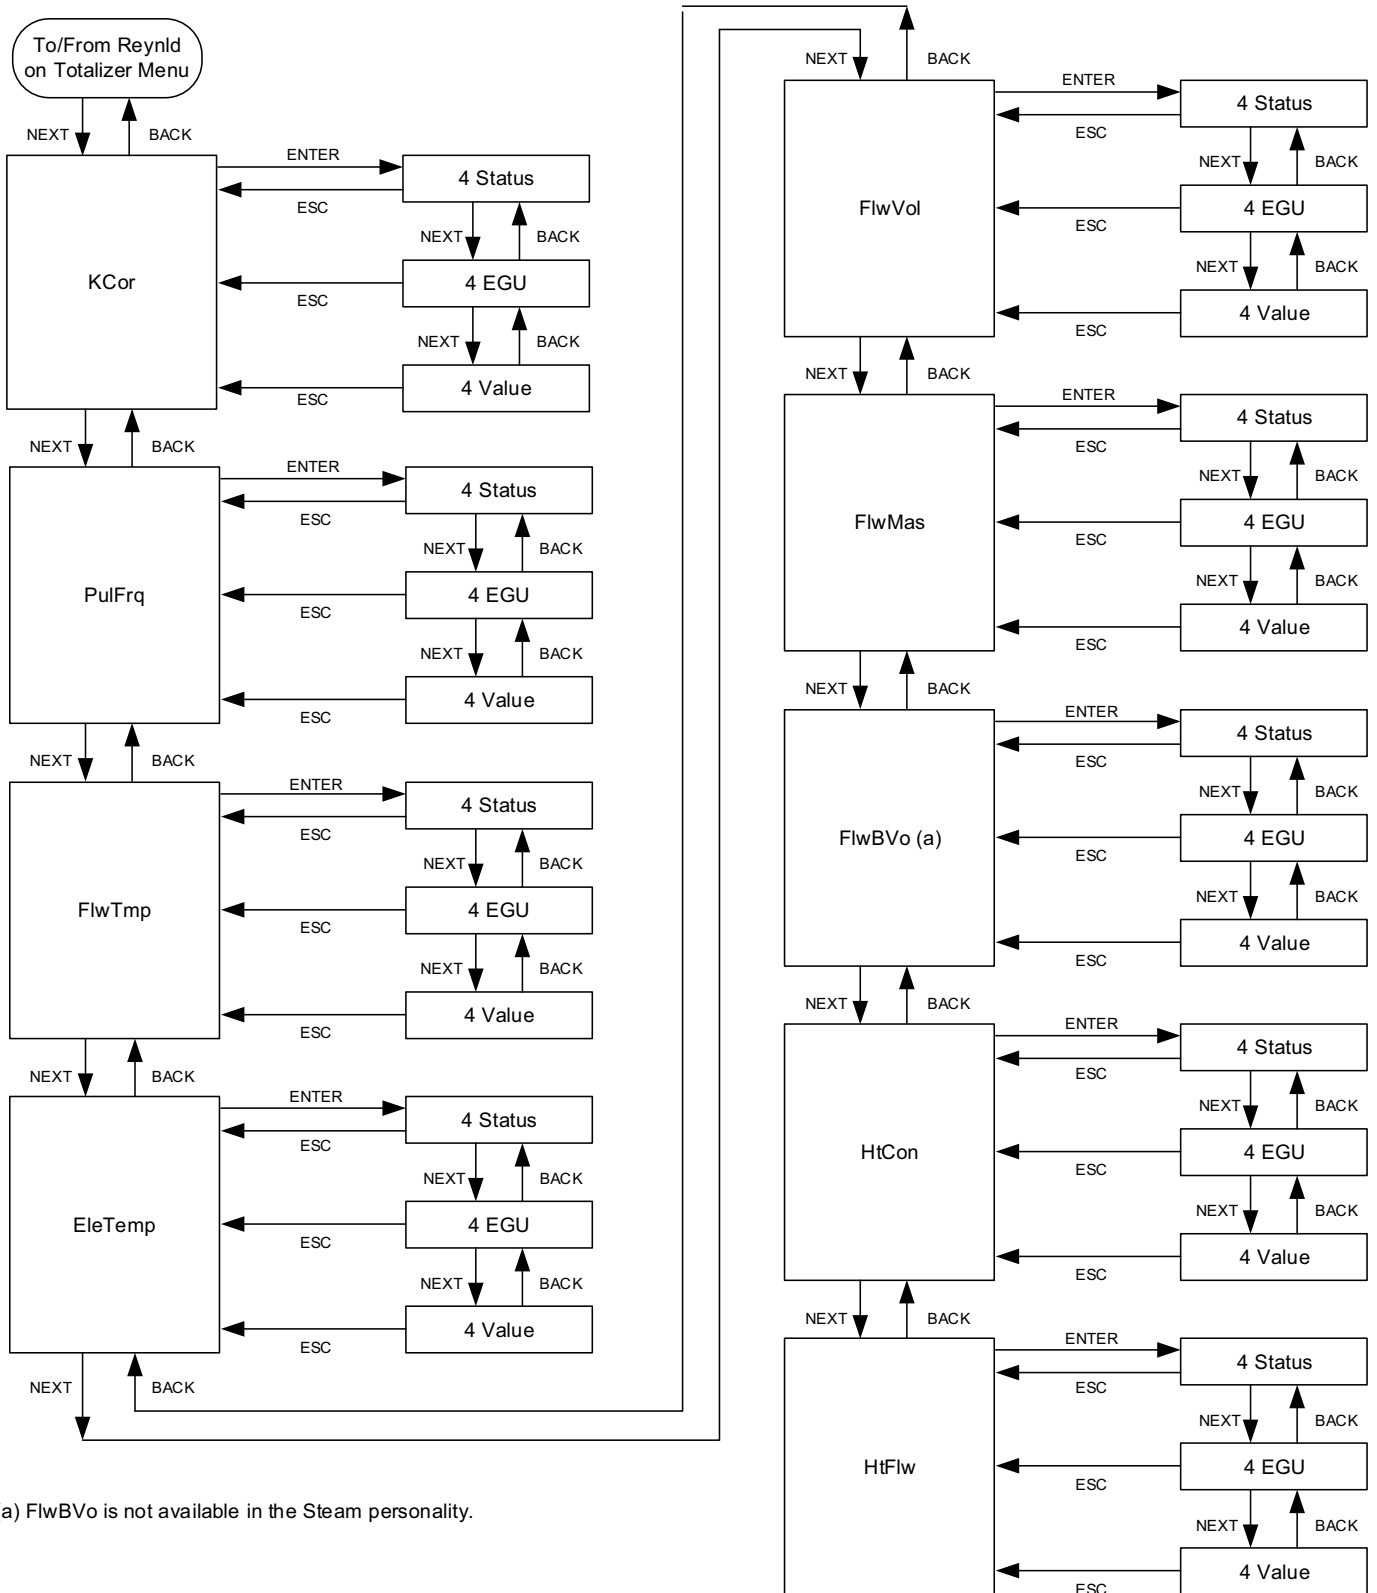 To/From Reynld
on Totalizer Menu
NEXT
BACK
KCor
ENTER
4 Status
ESC
NEXT
BACK
4 EGU
ESC
NEXT
BACK
4 Value
ESC
NEXT
BACK
PulFrq
ENTER
4 Status
ESC
NEXT
BACK
4 EGU
ESC
NEXT
BACK
4 Value
ESC
NEXT
BACK
FlwTmp
ENTER
4 Status
ESC
NEXT
BACK
4 EGU
ESC
NEXT
BACK
4 Value
ESC
NEXT
BACK
EleTemp
ENTER
4 Status
ESC
NEXT
BACK
4 EGU
ESC
NEXT
BACK
4 Value
ESC
NEXT
BACK
NEXT
BACK
FlwVol
ENTER
4 Status
ESC
NEXT
BACK
4 EGU
ESC
NEXT
BACK
4 Value
ESC
NEXT
BACK
FlwMas
ENTER
4 Status
ESC
NEXT
BACK
4 EGU
ESC
NEXT
BACK
4 Value
ESC
NEXT
BACK
FlwBVo (a)
ENTER
4 Status
ESC
NEXT
BACK
4 EGU
ESC
NEXT
BACK
4 Value
ESC
NEXT
BACK
HtCon
ENTER
4 Status
ESC
NEXT
BACK
4 EGU
ESC
NEXT
BACK
4 Value
ESC
NEXT
BACK
HtFlw
ENTER
4 Status
ESC
NEXT
BACK
4 EGU
ESC
NEXT
BACK
4 Value
ESC
a) FlwBVo is not available in the Steam personality.